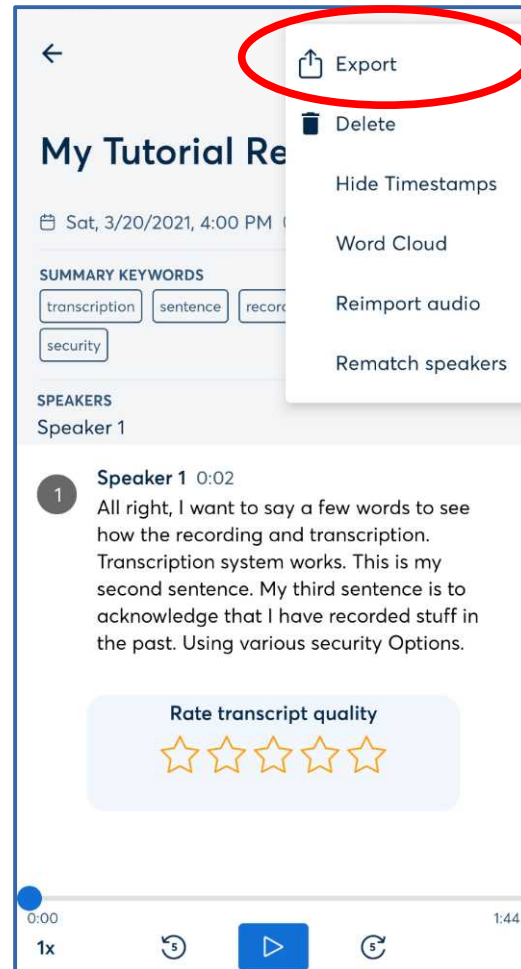 Export
Delete
Hide Timestamps
Word Cloud
Reimport audio
Rematch speakers
My Tutorial Re
Sat, 3/20/2021, 4:00 PM
SUMMARY KEYWORDS
transcription sentence recor
security
SPEAKERS
Speaker 1
1 Speaker 1 0:02
All right, I want to say a few words to see
how the recording and transcription.
Transcription system works. This is my
second sentence. My third sentence is to
acknowledge that I have recorded stuff in
the past. Using various security Options.
Rate transcript quality
0:00 1:44
1x 5 5